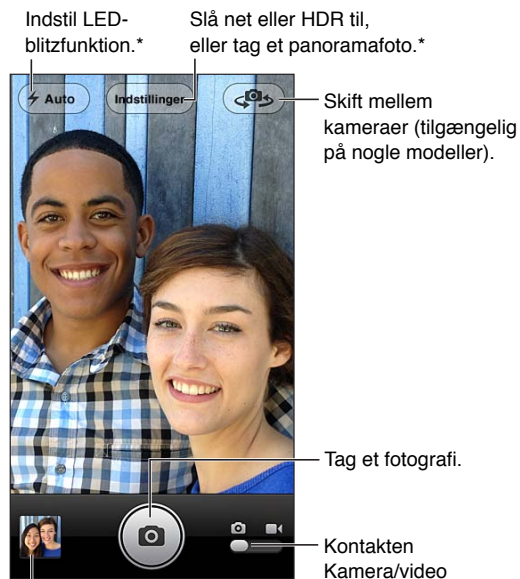 Indstil LED-
blitzfunktion.*
Slå net eller HDR til,
eller tag et panoramafoto.*
Auto
Indstillinger
Skift mellem
kameraer (tilgængelig
på nogle modeller).
Tag et fotografi.
Kontakten
Kamera/video